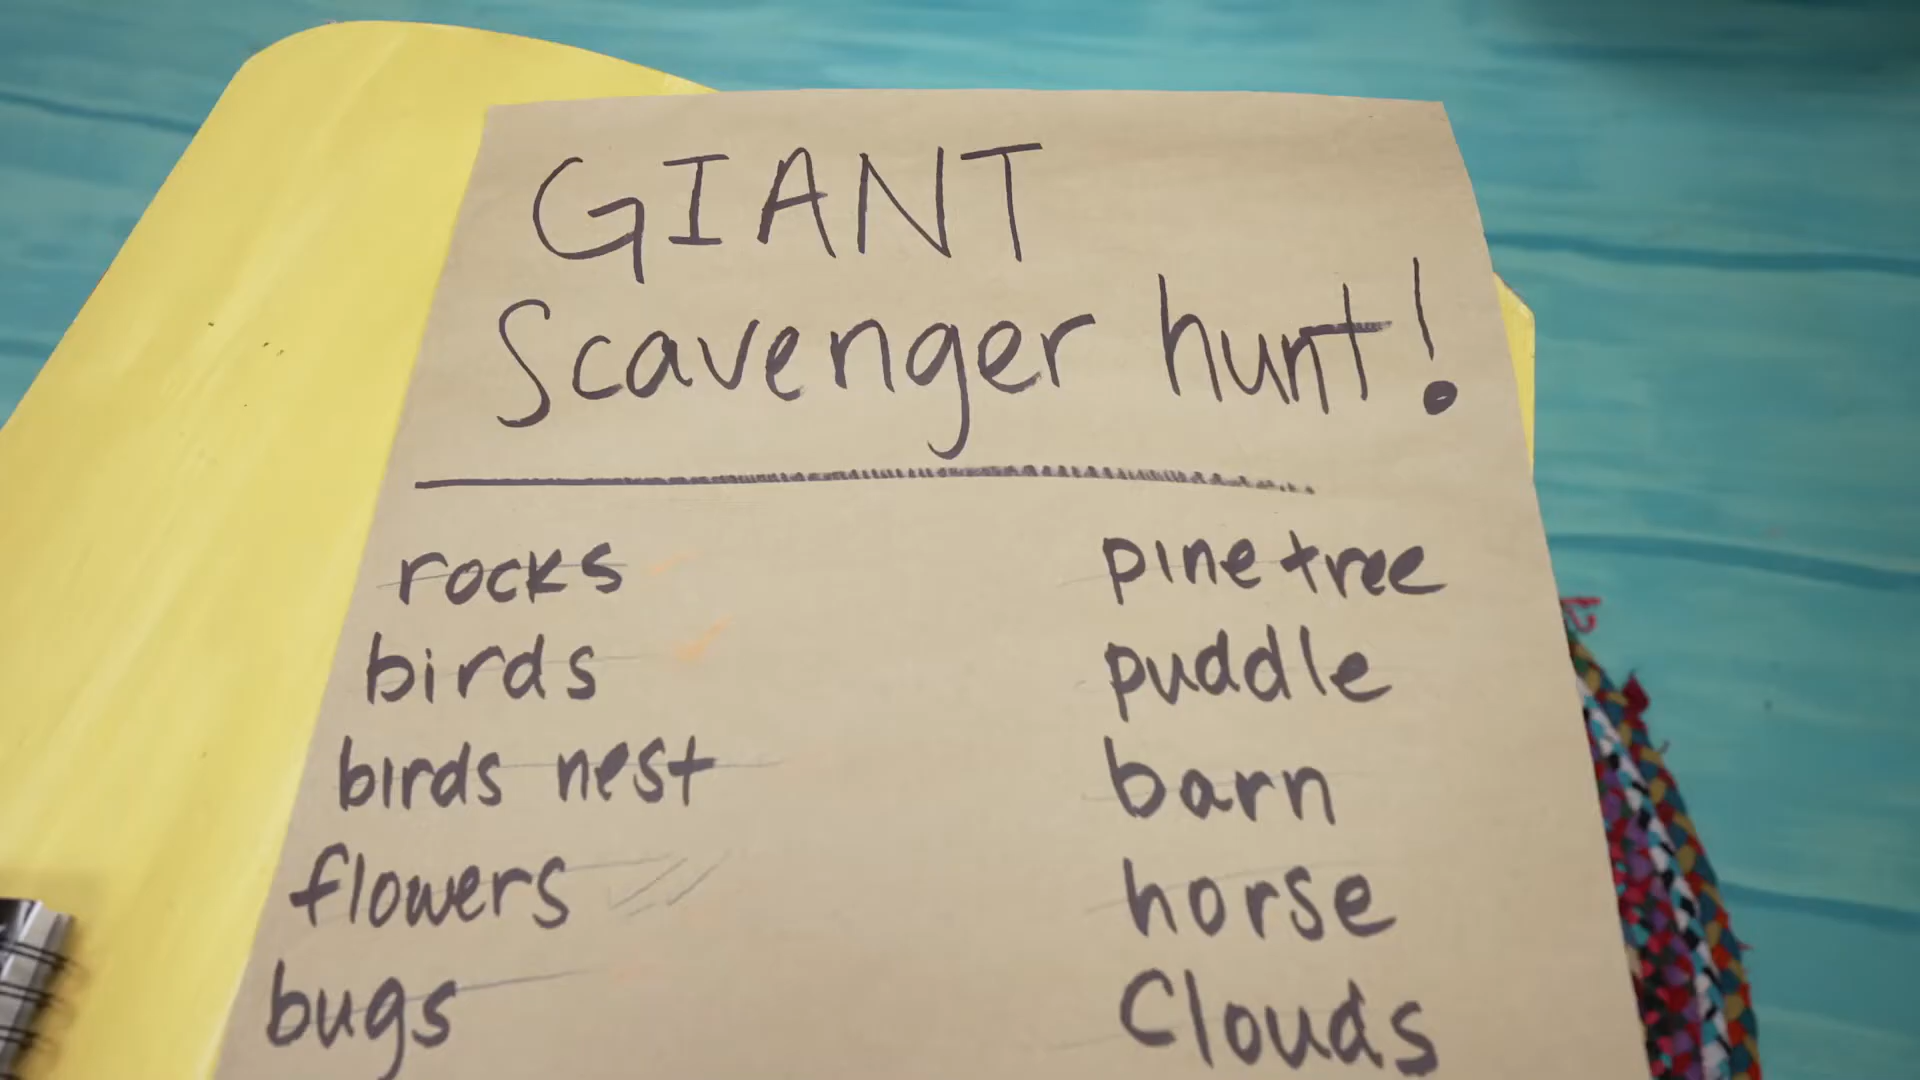 GIANT
Scavenger hunt!
rocks
birds
birds nest
flowers
bugs
pine tree
puddle
barn
horse
Clouds